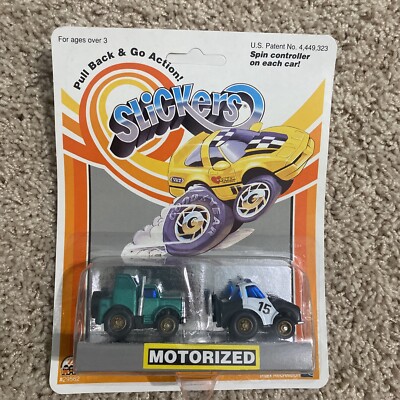 For ages over 3
U.S. Patent No. 4,449,323
Pull Back & Go Action!
Spin controller
on each car!
Slickers
GOODYEAR
15
MOTORIZED